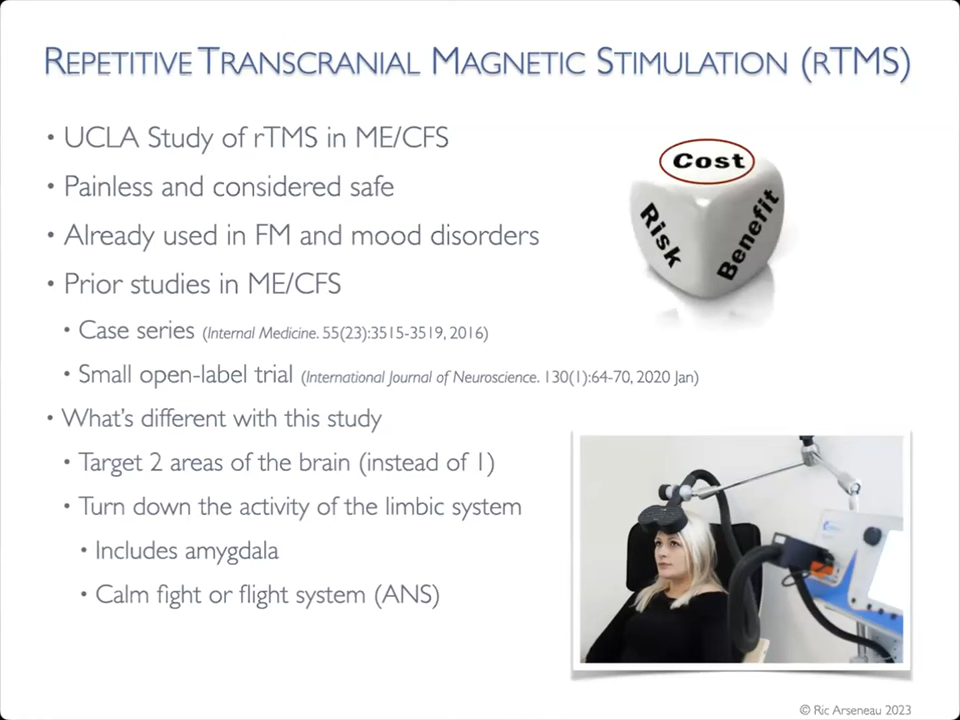 REPETITIVE TRANSCRANIAL MAGNETIC STIMULATION (RTMS)
• UCLA Study of rTMS in ME/CFS
• Painless and considered safe
• Already used in FM and mood disorders
• Prior studies in ME/CFS
• Case series (Internal Medicine. 55(23):3515-3519, 2016)
• Small open-label trial (International Journal of Neuroscience. 130(1):64-70, 2020 Jan)
• What's different with this study
• Target 2 areas of the brain (instead of 1)
• Turn down the activity of the limbic system
• Includes amygdala
• Calm fight or flight system (ANS)
Cost
Risk
Benefit
© Ric Arseneau 2023